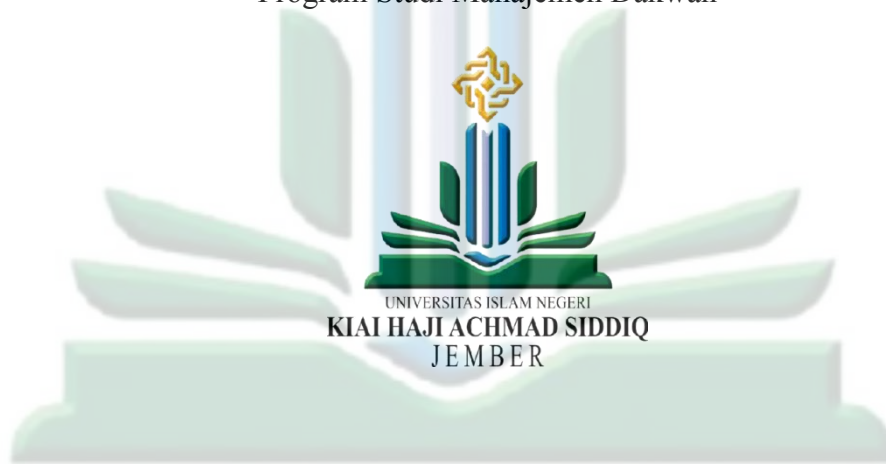 Program Studi Manajemen Dakwah
UNIVERSITAS ISLAM NEGERI
KIAI HAJI ACHMAD SIDDIQ
JEMBER